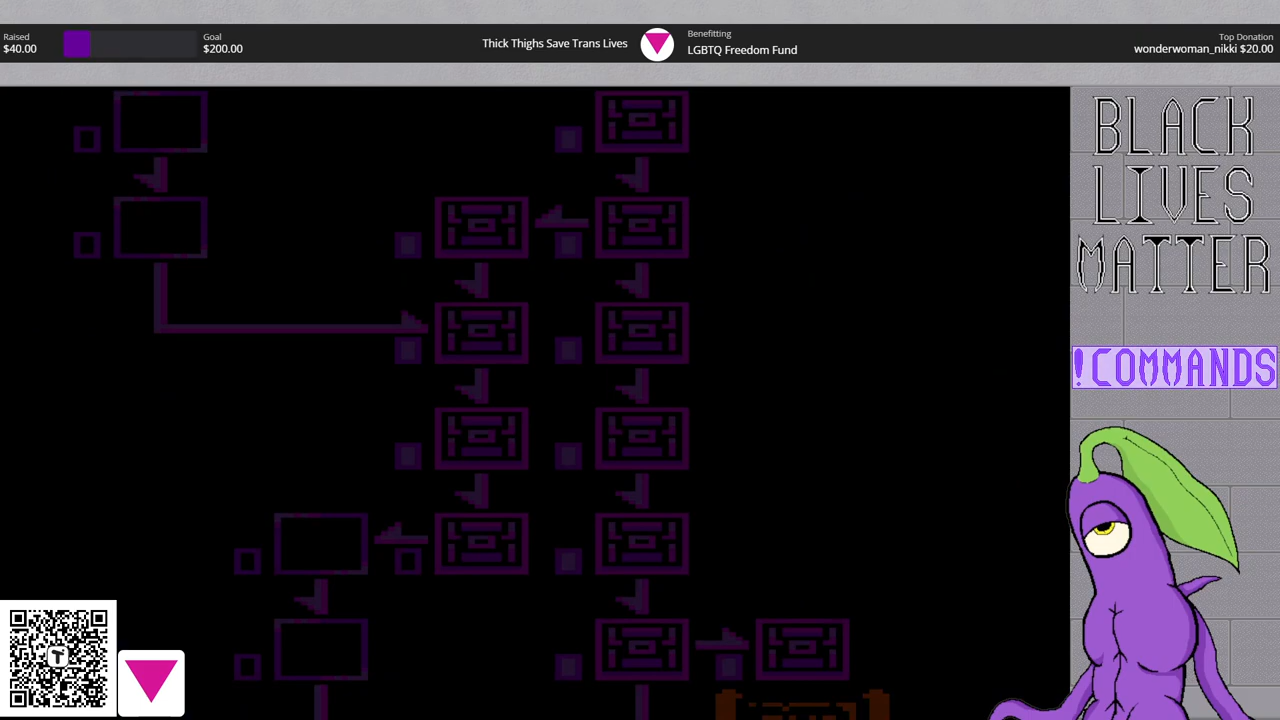 Raised
$40.00
Goal
$200.00
Thick Thighs Save Trans Lives
Benefitting
LGBTQ Freedom Fund
Top Donation
wonderwoman_nikki $20.00
BLACK
LIVES
MATTER
!COMMANDS
T